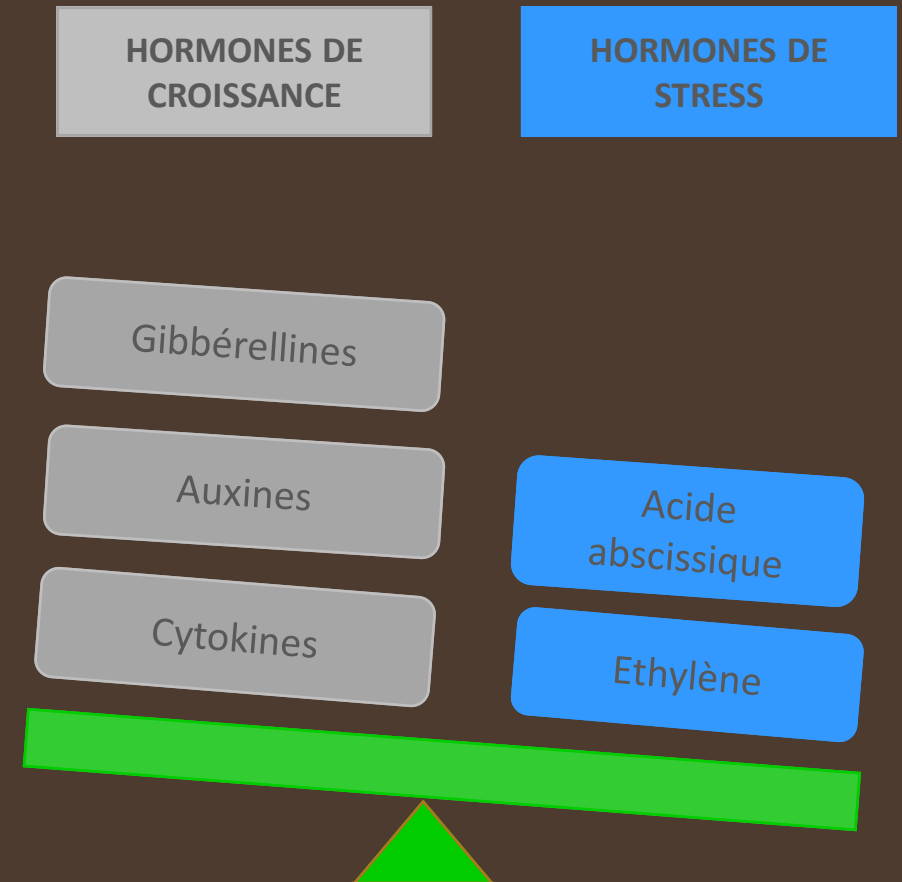 HORMONES DE
CROISSANCE
HORMONES DE
STRESS
Gibbérellines
Auxines
Cytokines
Acide
abscissique
Ethylène